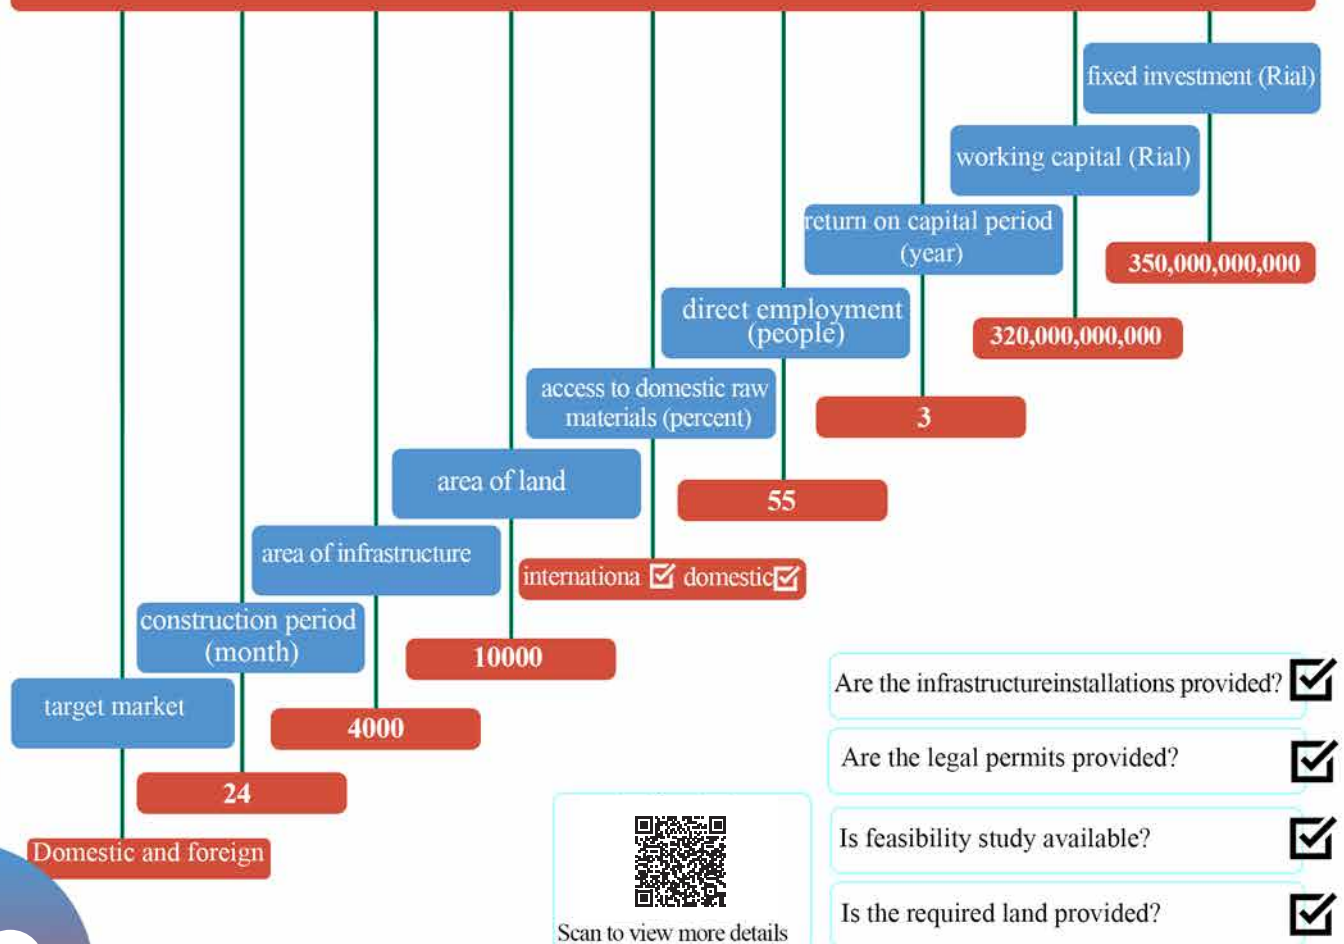 fixed investment (Rial)
350,000,000,000
working capital (Rial)
320,000,000,000
return on capital period
(year)
3
direct employment
(people)
55
access to domestic raw
materials (percent)
internationa domestic
area of land
10000
area of infrastructure
4000
construction period
(month)
24
target market
Domestic and foreign
Are the infrastructureinstallations provided?
Are the legal permits provided?
Is feasibility study available?
Is the required land provided?
Scan to view more details